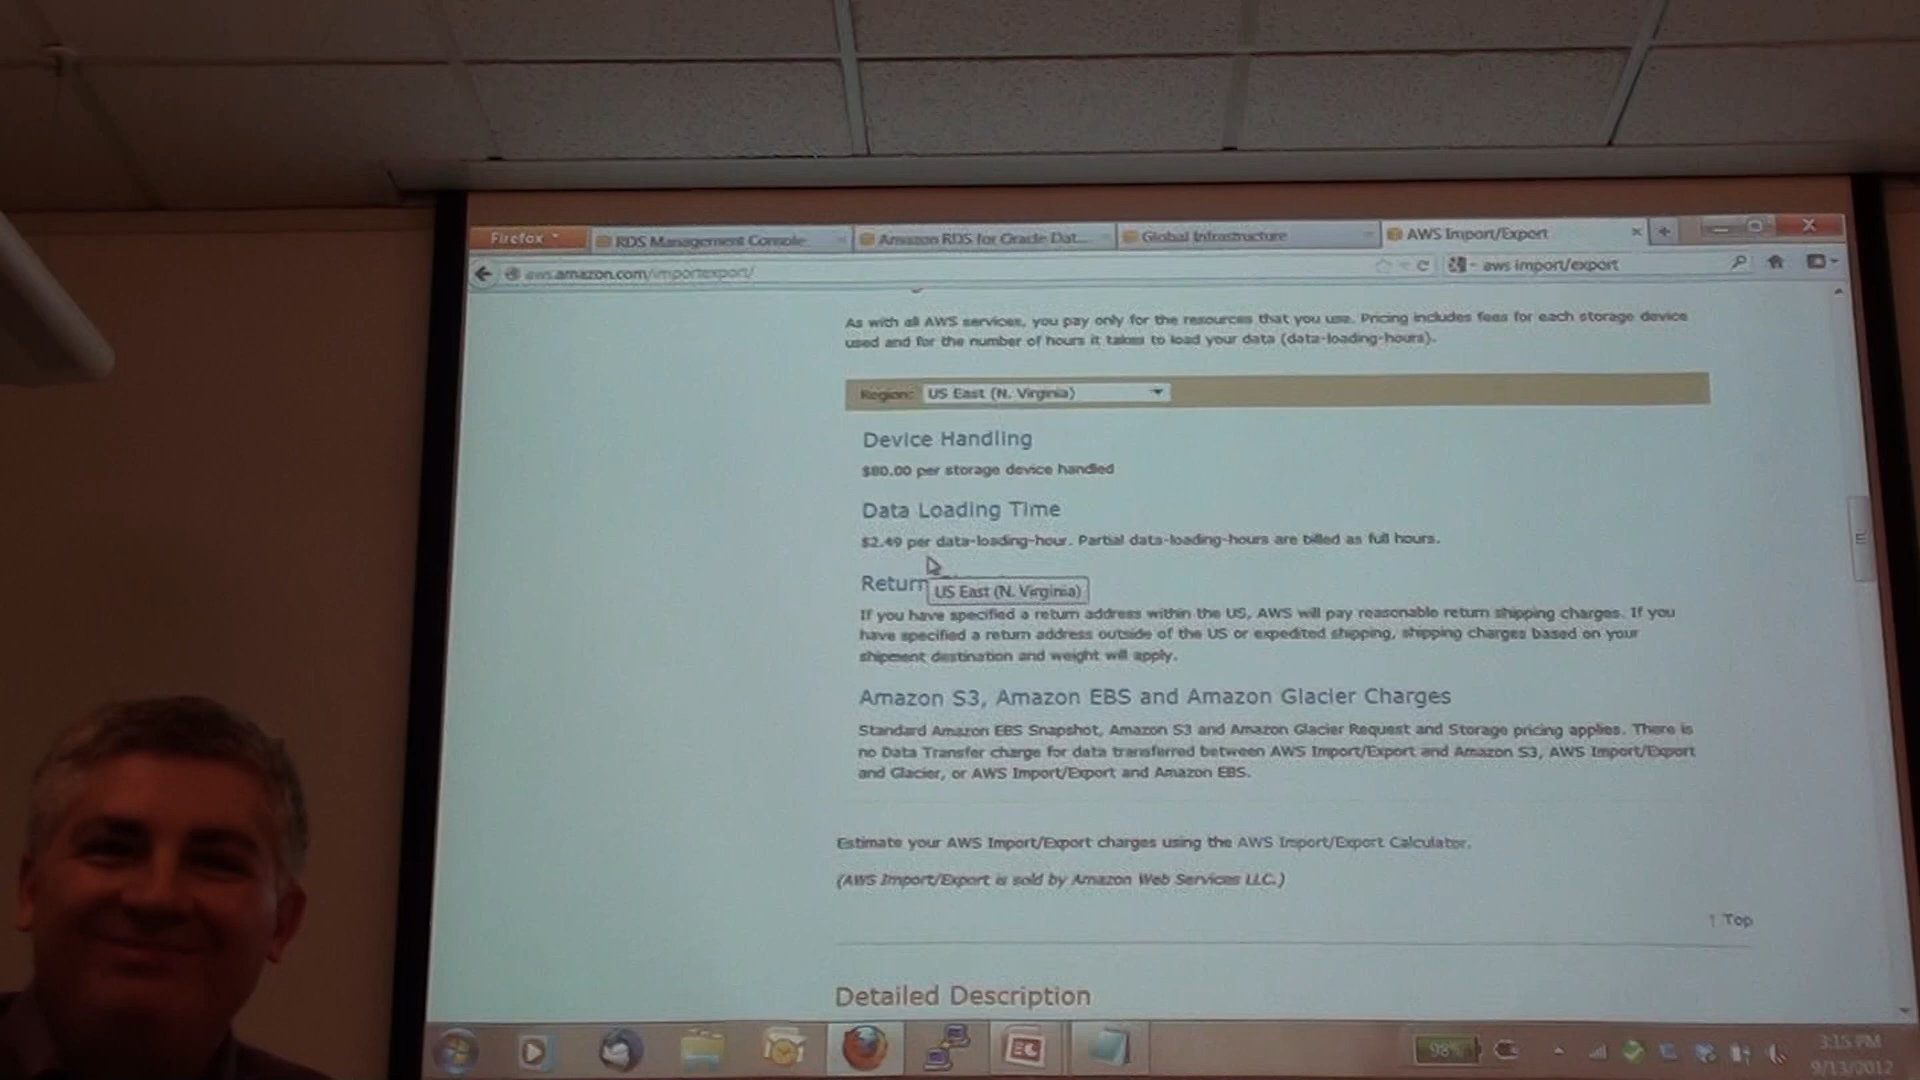 Firefox
RDS Management Console
Amazon RDS for Oracle Dat...
Global Infrastructure
AWS Import/Export
aws.amazon.com/importexport/
aws import/export
As with all AWS services, you pay only for the resources that you use. Pricing includes fees for each storage device
used and for the number of hours it takes to load your data (data-loading-hours).
Region: US East (N. Virginia)
Device Handling
$80.00 per storage device handled
Data Loading Time
$2.49 per data-loading-hour. Partial data-loading-hours are billed as full hours.
Return
US East (N. Virginia)
If you have specified a return address within the US, AWS will pay reasonable return shipping charges. If you
have specified a return address outside of the US or expedited shipping, shipping charges based on your
shipment destination and weight will apply.
Amazon S3, Amazon EBS and Amazon Glacier Charges
Standard Amazon EBS Snapshot, Amazon S3 and Amazon Glacier Request and Storage pricing applies. There is
no Data Transfer charge for data transferred between AWS Import/Export and Amazon S3, AWS Import/Export
and Glacier, or AWS Import/Export and Amazon EBS.
Estimate your AWS Import/Export charges using the AWS Import/Export Calculator.
(AWS Import/Export is sold by Amazon Web Services LLC.)
↑ Top
Detailed Description
98%
3:15 PM
9/13/2012